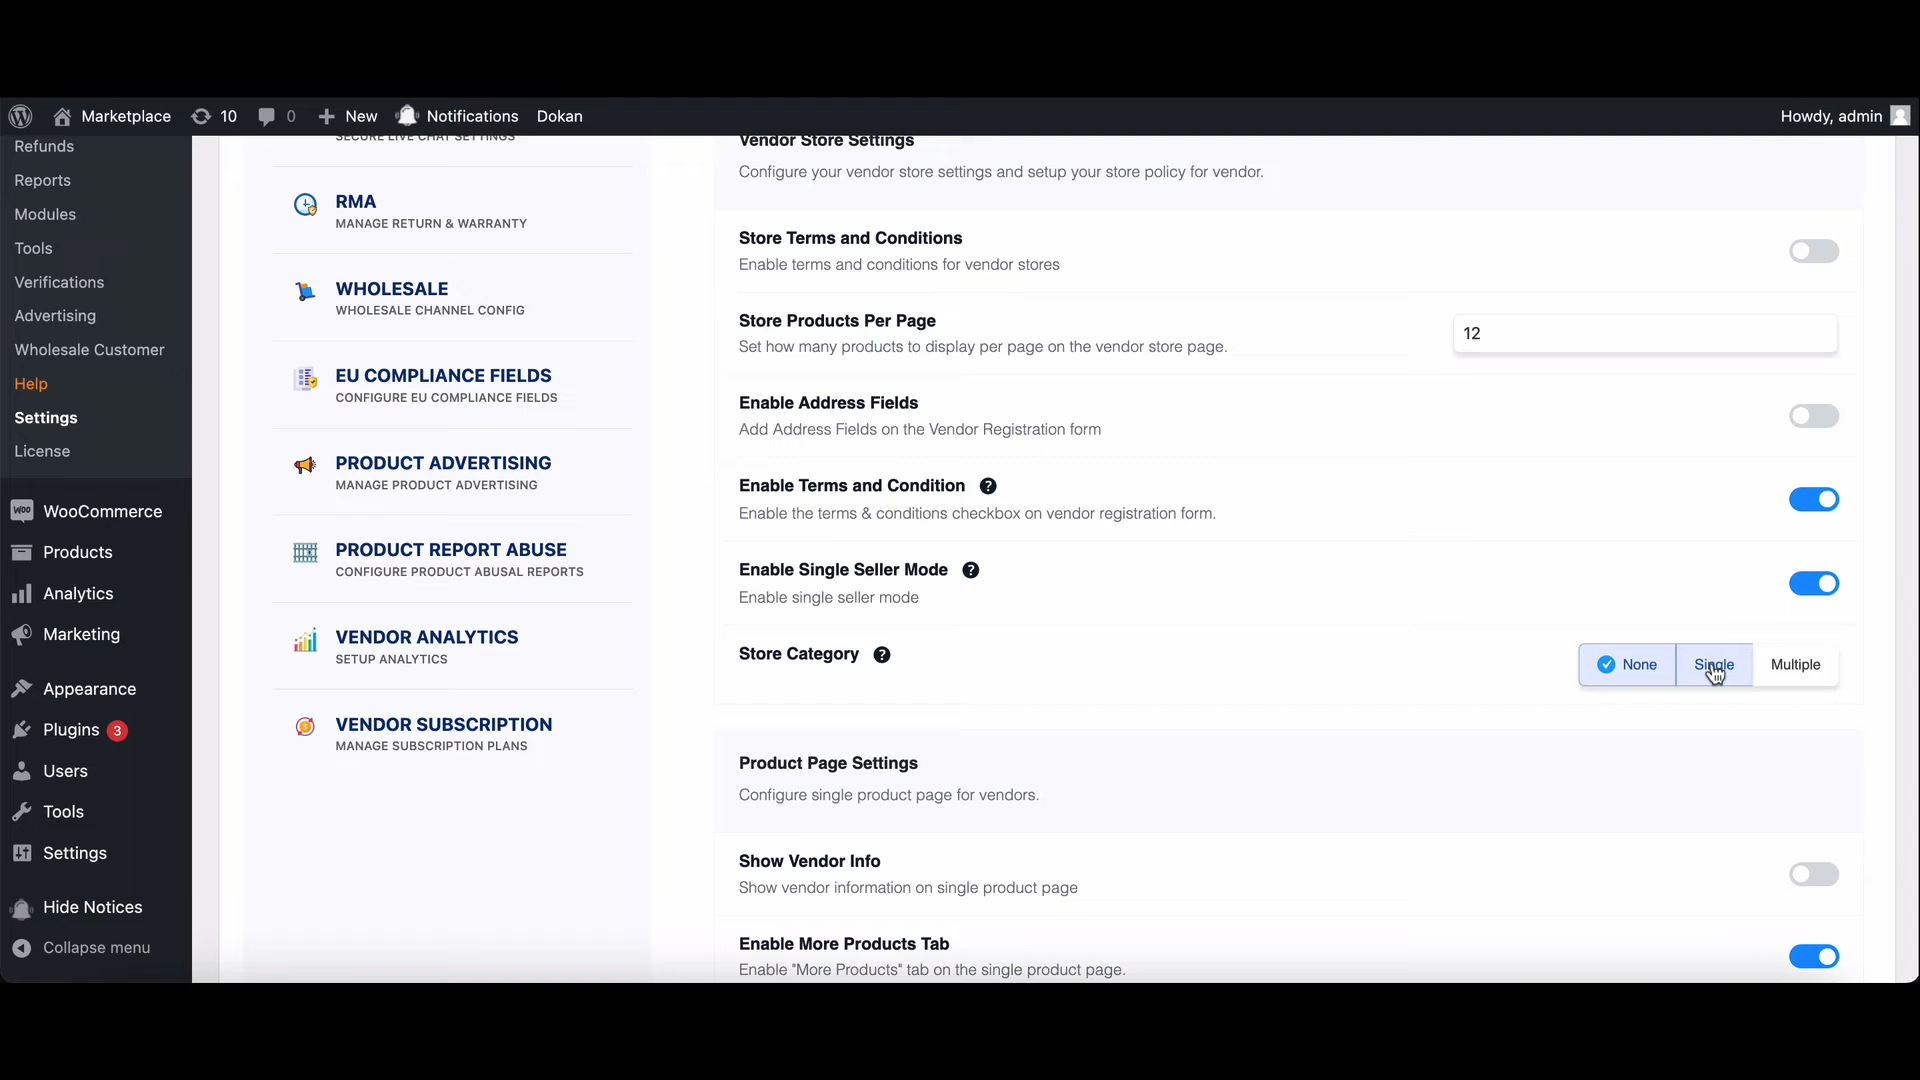 Marketplace
10
0
New
Notifications
Dokan
Howdy, admin
Refunds
Reports
Modules
Tools
Verifications
Advertising
Wholesale Customer
Help
Settings
License
WOO
WooCommerce
Products
Analytics
Marketing
Appearance
Plugins 3
Users
Tools
Settings
Hide Notices
Collapse menu
SECURE LIVE CHAT SETTINGS
RMA
MANAGE RETURN & WARRANTY
WHOLESALE
WHOLESALE CHANNEL CONFIG
EU COMPLIANCE FIELDS
CONFIGURE EU COMPLIANCE FIELDS
PRODUCT ADVERTISING
MANAGE PRODUCT ADVERTISING
PRODUCT REPORT ABUSE
CONFIGURE PRODUCT ABUSAL REPORTS
VENDOR ANALYTICS
SETUP ANALYTICS
VENDOR SUBSCRIPTION
MANAGE SUBSCRIPTION PLANS
Vendor Store Settings
Configure your vendor store settings and setup your store policy for vendor.
Store Terms and Conditions
Enable terms and conditions for vendor stores
Store Products Per Page
Set how many products to display per page on the vendor store page.
12
Enable Address Fields
Add Address Fields on the Vendor Registration form
Enable Terms and Condition ?
Enable the terms & conditions checkbox on vendor registration form.
Enable Single Seller Mode ?
Enable single seller mode
Store Category ?
None
Single
Multiple
Product Page Settings
Configure single product page for vendors.
Show Vendor Info
Show vendor information on single product page
Enable More Products Tab
Enable "More Products" tab on the single product page.